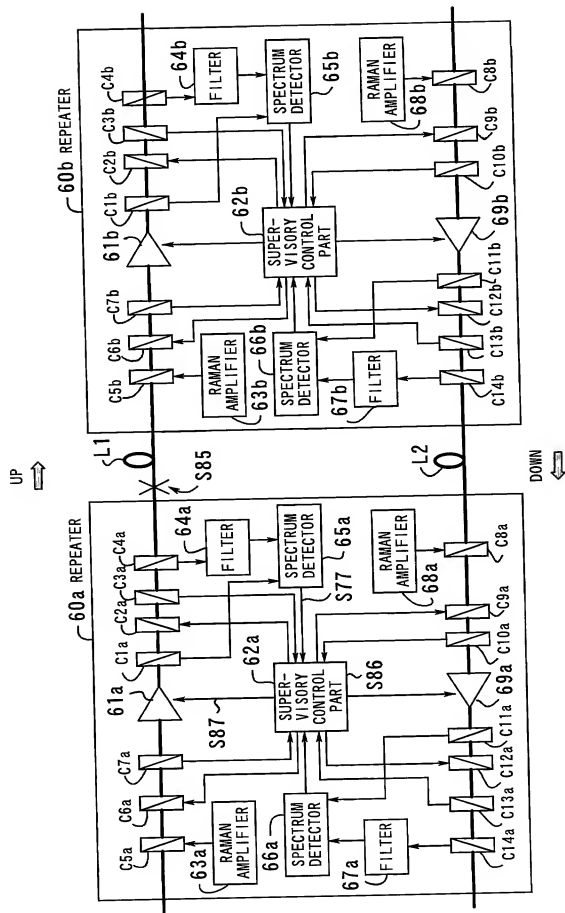 UP
DOWN
L1
L2
S85
60a REPEATER
C5a
C6a
C7a
61a
C1a
C2a
C3a
C4a
63a
RAMAN
AMPLIFIER
S87
62a
SUPER-
VISORY
CONTROL
PART
S86
S77
64a
FILTER
65a
SPECTRUM
DETECTOR
66a
SPECTRUM
DETECTOR
67a
FILTER
68a
RAMAN
AMPLIFIER
C14a
C13a
C12a
C11a
69a
C10a
C9a
C8a
60b REPEATER
C5b
C6b
C7b
61b
C1b
C2b
C3b
C4b
63b
RAMAN
AMPLIFIER
62b
SUPER-
VISORY
CONTROL
PART
64b
FILTER
65b
SPECTRUM
DETECTOR
66b
SPECTRUM
DETECTOR
67b
FILTER
68b
RAMAN
AMPLIFIER
C14b
C13b
C12b
C11b
69b
C10b
C9b
C8b